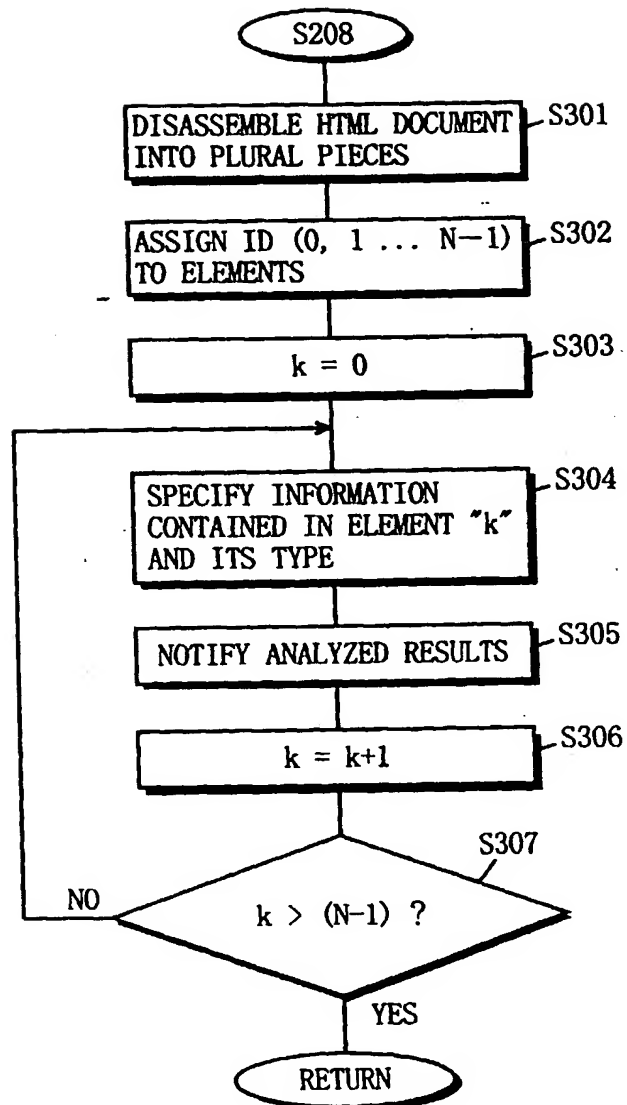 S208
DISASSEMBLE HTML DOCUMENT
INTO PLURAL PIECES
S301
ASSIGN ID (0, 1 ... N−1)
TO ELEMENTS
S302
k = 0
S303
SPECIFY INFORMATION
CONTAINED IN ELEMENT "k"
AND ITS TYPE
S304
NOTIFY ANALYZED RESULTS
S305
k = k+1
S306
S307
k > (N-1) ?
NO
YES
RETURN